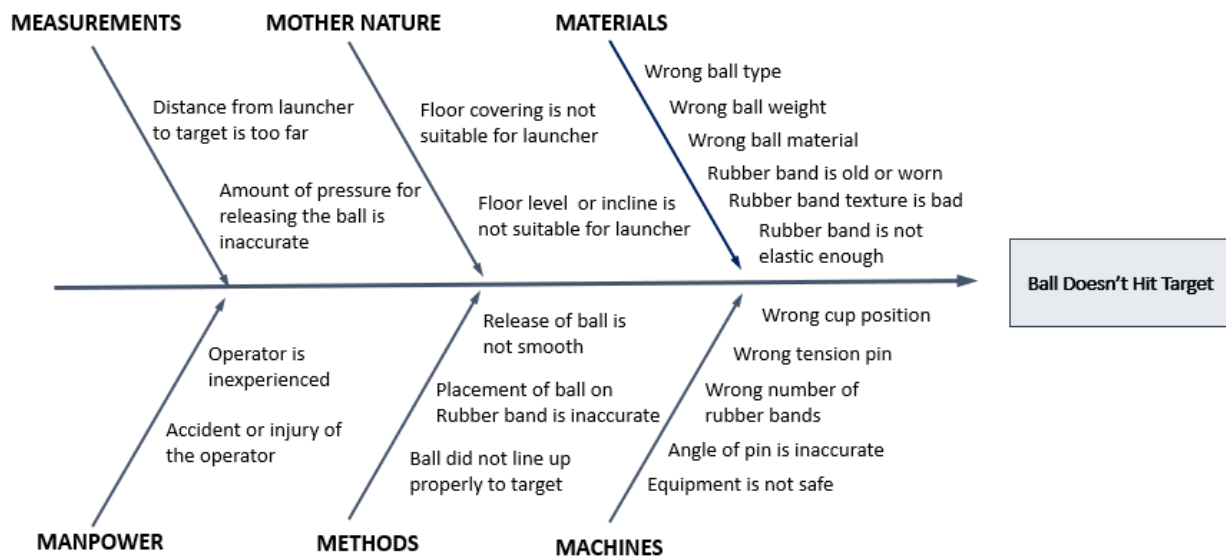 MEASUREMENTS
MOTHER NATURE
MATERIALS
Distance from launcher
to target is too far
Amount of pressure for
releasing the ball is
inaccurate
Floor covering is not
suitable for launcher
Floor level or incline is
not suitable for launcher
Wrong ball type
Wrong ball weight
Wrong ball material
Rubber band is old or worn
Rubber band texture is bad
Rubber band is not
elastic enough
Ball Doesn't Hit Target
Operator is
inexperienced
Accident or injury of
the operator
Release of ball is
not smooth
Placement of ball on
Rubber band is inaccurate
Ball did not line up
properly to target
Wrong cup position
Wrong tension pin
Wrong number of
rubber bands
Angle of pin is inaccurate
Equipment is not safe
MANPOWER
METHODS
MACHINES